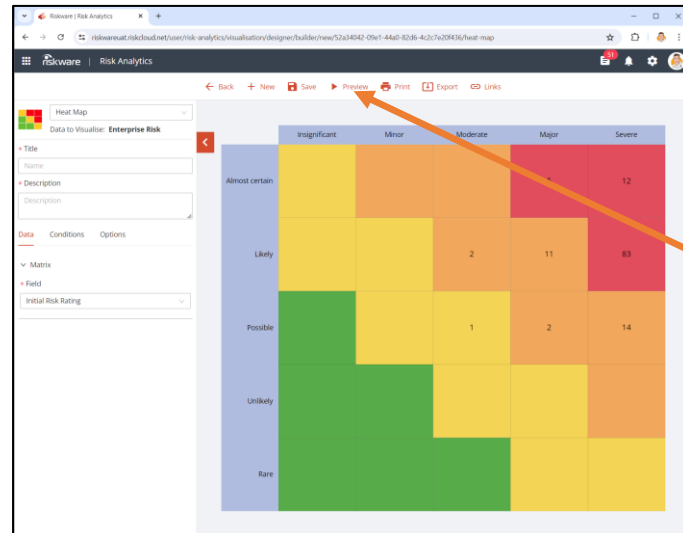 Riskware | Risk Analytics
riskwareuat.riskcloud.net/user/risk-analytics/visualisation/designer/builder/new/52a34042-09e1-44a0-82d6-4c2c7e20f436/heat-map
riskware | Risk Analytics
51
Back New Save Preview Print Export Links
Heat Map
Data to Visualise: Enterprise Risk
* Title
Name
* Description
Description
Data Conditions Options
Matrix
* Field
Initial Risk Rating
Insignificant Minor Moderate Major Severe
Almost certain 12
Likely 2 11 83
Possible 1 2 14
Unlikely
Rare